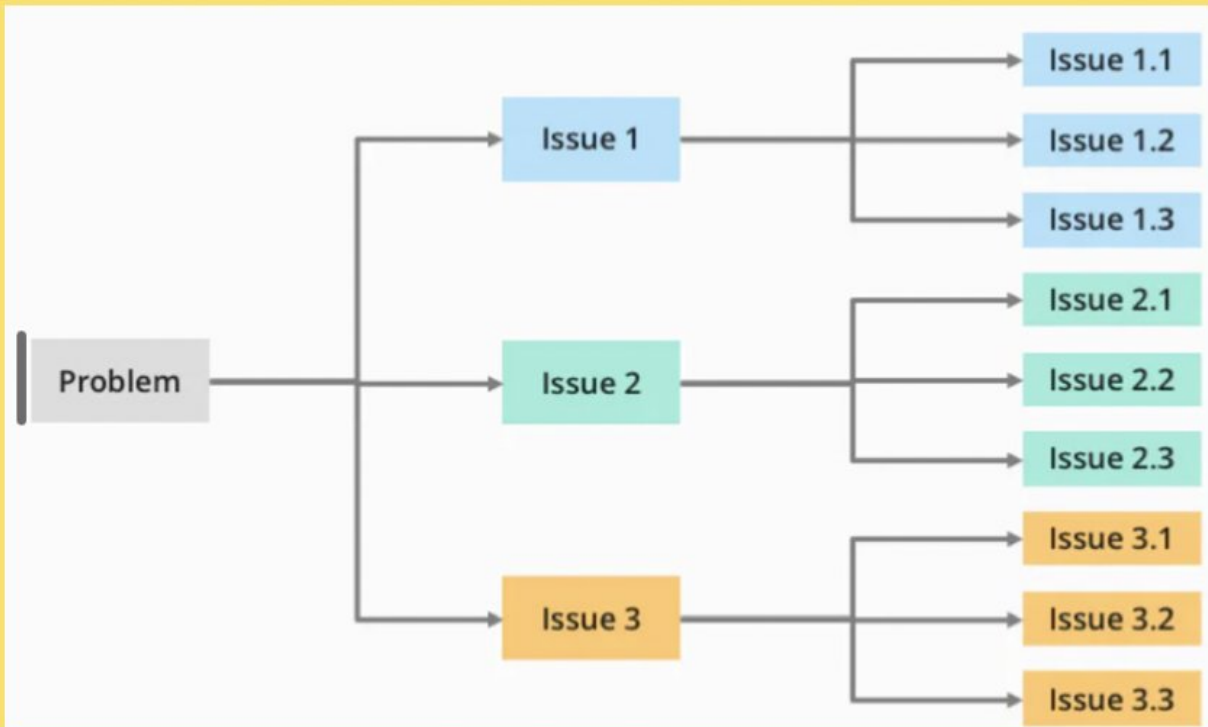 Problem
Issue 1
Issue 1.1
Issue 1.2
Issue 1.3
Issue 2
Issue 2.1
Issue 2.2
Issue 2.3
Issue 3
Issue 3.1
Issue 3.2
Issue 3.3